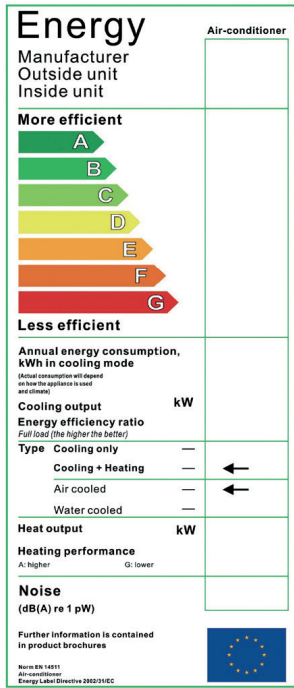 Energy
Air-conditioner
Manufacturer
Outside unit
Inside unit
More efficient
A
B
C
D
E
F
G
Less efficient
Annual energy consumption,
kWh in cooling mode
(Actual consumption will depend
on how the appliance is used
and climate)
Cooling output kW
Energy efficiency ratio
Full load (the higher the better)
Type Cooling only —
Cooling + Heating —
Air cooled —
Water cooled —
Heat output kW
Heating performance
A: higher G: lower
Noise
(dB(A) re 1 pW)
Further information is contained
in product brochures
Norm EN 14511
Air-conditioner
Energy Label Directive 2002/31/EC